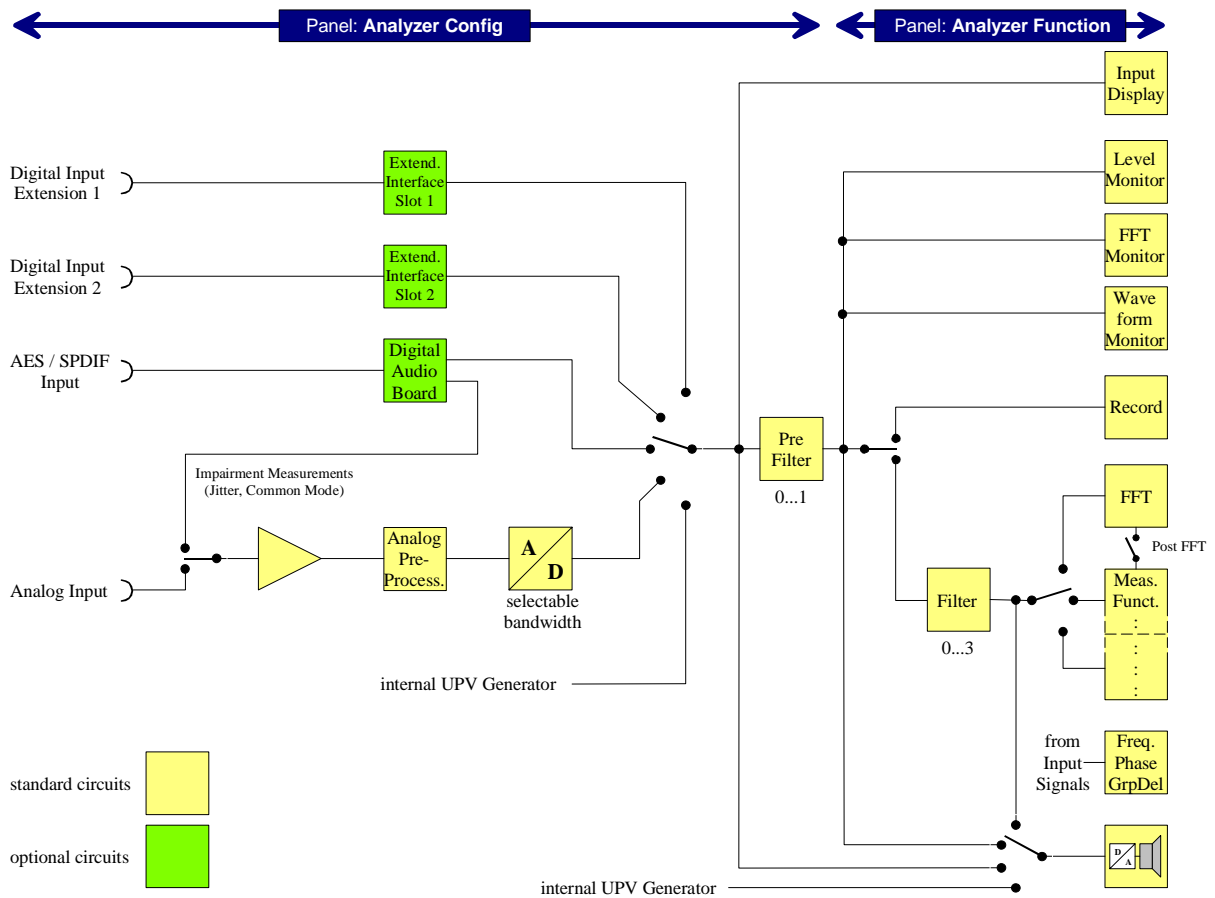 Panel: Analyzer Config
Panel: Analyzer Function
Input
Display
Digital Input
Extension 1
Extend.
Interface
Slot 1
Level
Monitor
Digital Input
Extension 2
Extend.
Interface
Slot 2
FFT
Monitor
Wave
form
Monitor
AES / SPDIF
Input
Digital
Audio
Board
Record
Pre
Filter
0...1
Impairment Measurements
(Jitter, Common Mode)
FFT
Post FFT
Analog Input
Analog
Pre-
Process.
A
D
selectable
bandwidth
Filter
0...3
Meas.
Funct.
:
:
:
:
internal UPV Generator
from
Input
Signals
Freq.
Phase
GrpDel
standard circuits
optional circuits
D
A
internal UPV Generator